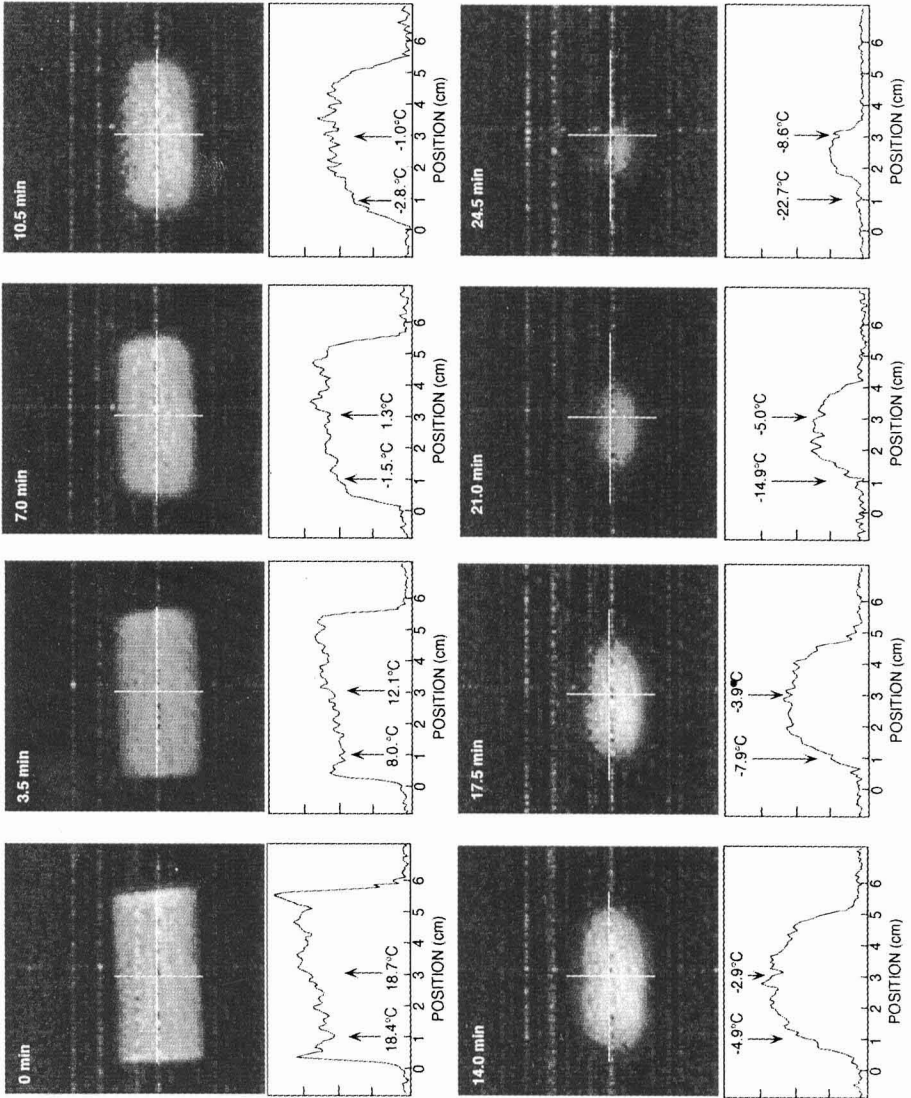 0 min
18.4°C 18.7°C
0 1 2 3 4 5 6
POSITION (cm)
3.5 min
8.0.°C 12.1°C
0 1 2 3 4 5 6
POSITION (cm)
7.0 min
-1.5.°C 1.3°C
0 1 2 3 4 5 6
POSITION (cm)
10.5 min
-2.8.°C -1.0°C
0 1 2 3 4 5 6
POSITION (cm)
14.0 min
-4.9°C -2.9°C
0 1 2 3 4 5 6
POSITION (cm)
17.5 min
-7.9°C -3.9°C
0 1 2 3 4 5 6
POSITION (cm)
21.0 min
-14.9°C -5.0°C
0 1 2 3 4 5 6
POSITION (cm)
24.5 min
-22.7°C -8.6°C
0 1 2 3 4 5 6
POSITION (cm)